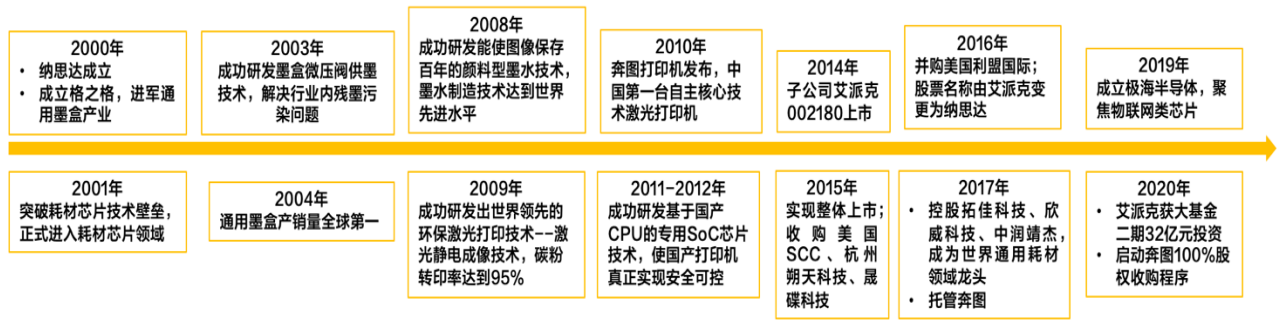 2000年
• 纳思达成立
• 成立格之格，进军通
用墨盒产业
2003年
成功研发墨盒微压阀供墨
技术，解决行业内残墨污
染问题
2008年
成功研发能使图像保存
百年的颜料型墨水技术，
墨水制造技术达到世界
先进水平
2010年
奔图打印机发布，中
国第一台自主核心技
术激光打印机
2014年
子公司艾派克
002180上市
2016年
并购美国利盟国际；
股票名称由艾派克变
更为纳思达
2019年
成立极海半导体，聚
焦物联网类芯片
2001年
突破耗材芯片技术壁垒，
正式进入耗材芯片领域
2004年
通用墨盒产销量全球第一
2009年
成功研发出世界领先的
环保激光打印技术--激
光静电成像技术，碳粉
转印率达到95%
2011-2012年
成功研发基于国产
CPU的专用SoC芯片
技术，使国产打印机
真正实现安全可控
2015年
实现整体上市；
收购美国
SCC、杭州
朔天科技、晟
碟科技
2017年
• 控股拓佳科技、欣
威科技、中润靖杰，
成为世界通用耗材
领域龙头
• 托管奔图
2020年
• 艾派克获大基金
二期32亿元投资
• 启动奔图100%股
权收购程序